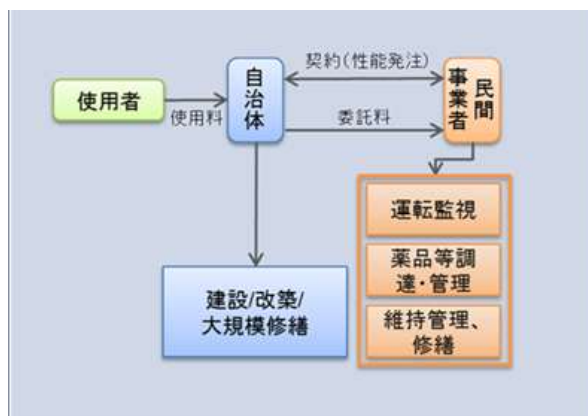 契約(性能発注)
使用者
使用料
自治体
委託料
民間
事業者
運転監視
薬品等調
達・管理
維持管理、
修繕
建設/改築/
大規模修繕